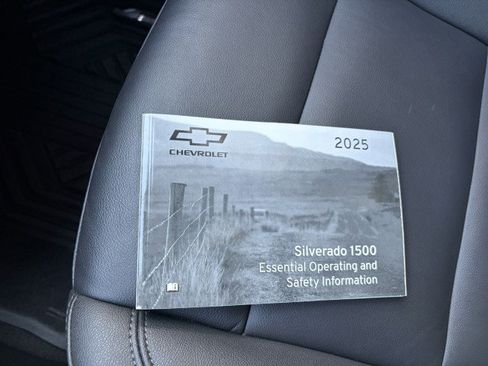 CHEVROLET
2025
Silverado 1500
Essential Operating and
Safety Information